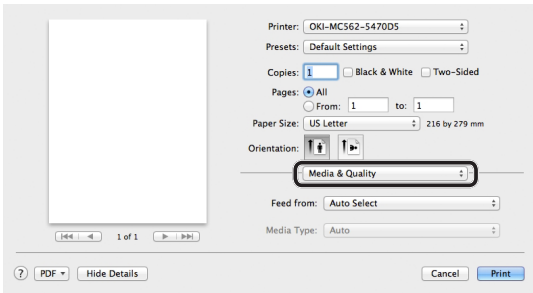 Printer: OKI-MC562-5470D5
Presets: Default Settings
Copies: 1 Black & White Two-Sided
Pages: All
From: 1 to: 1
Paper Size: US Letter 216 by 279 mm
Orientation:
Media & Quality
Feed from: Auto Select
Media Type: Auto
1 of 1
? PDF Hide Details Cancel Print